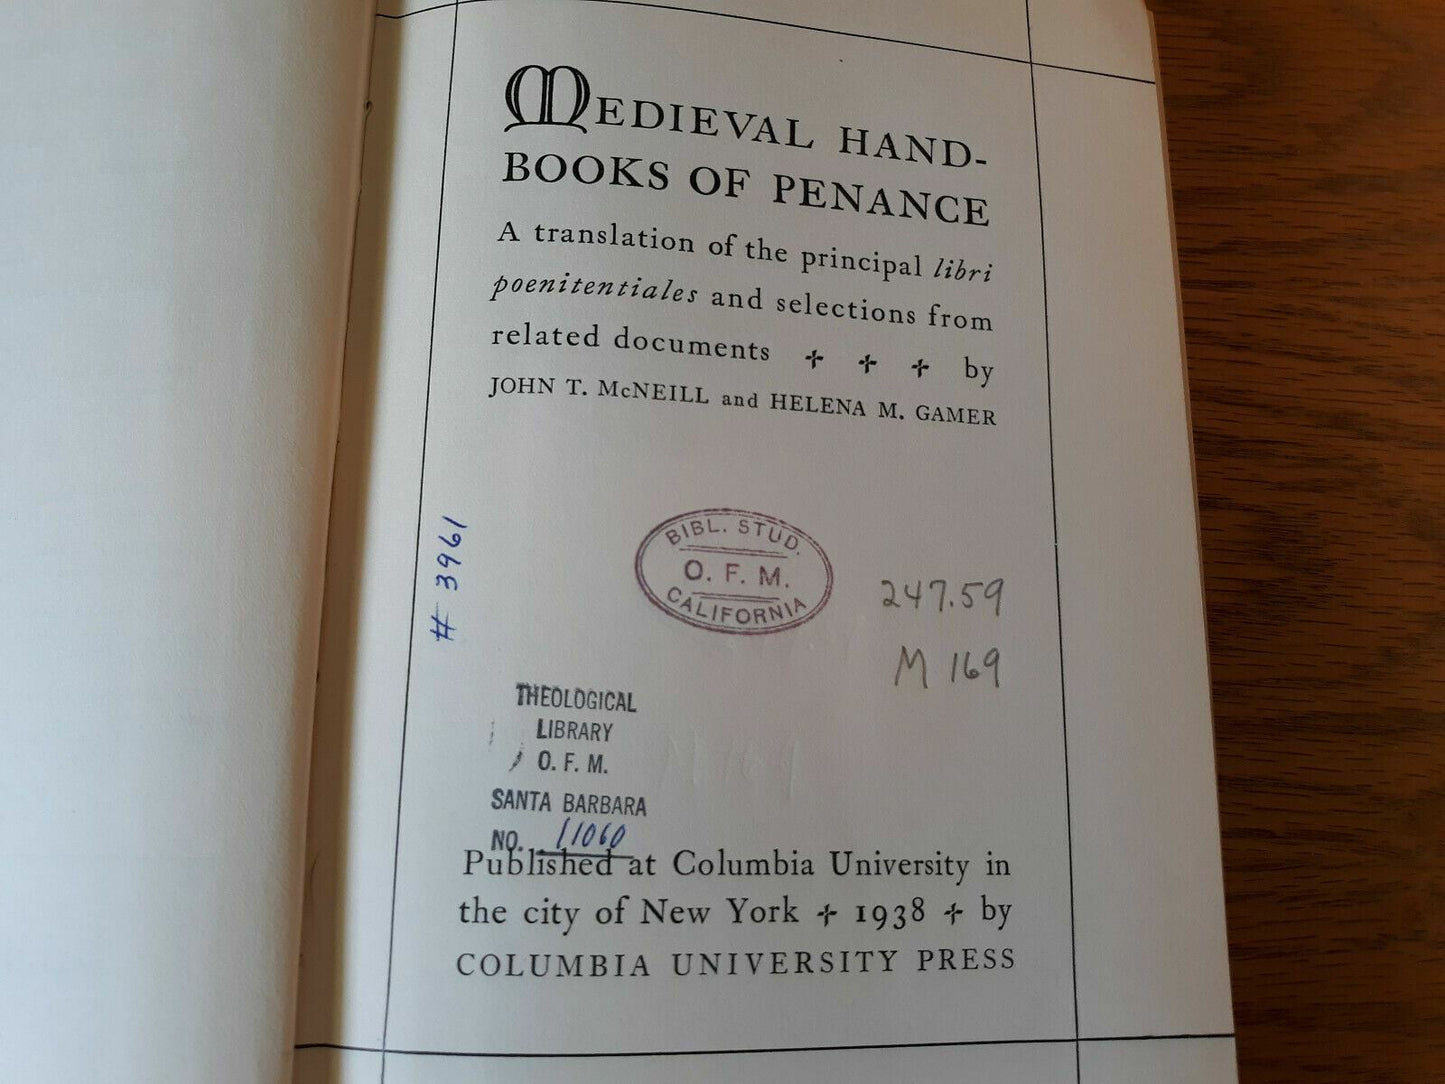 MEDIEVAL HAND-
BOOKS OF PENANCE
A translation of the principal libri
poenitentiales and selections from
related documents ✢ ✢ ✢ by
JOHN T. McNEILL and HELENA M. GAMER
# 3961
BIBL. STUD.
O. F. M.
CALIFORNIA
247.59
M 169
THEOLOGICAL
LIBRARY
O. F. M.
SANTA BARBARA
NO. 11060
Published at Columbia University in
the city of New York ✢ 1938 ✢ by
COLUMBIA UNIVERSITY PRESS